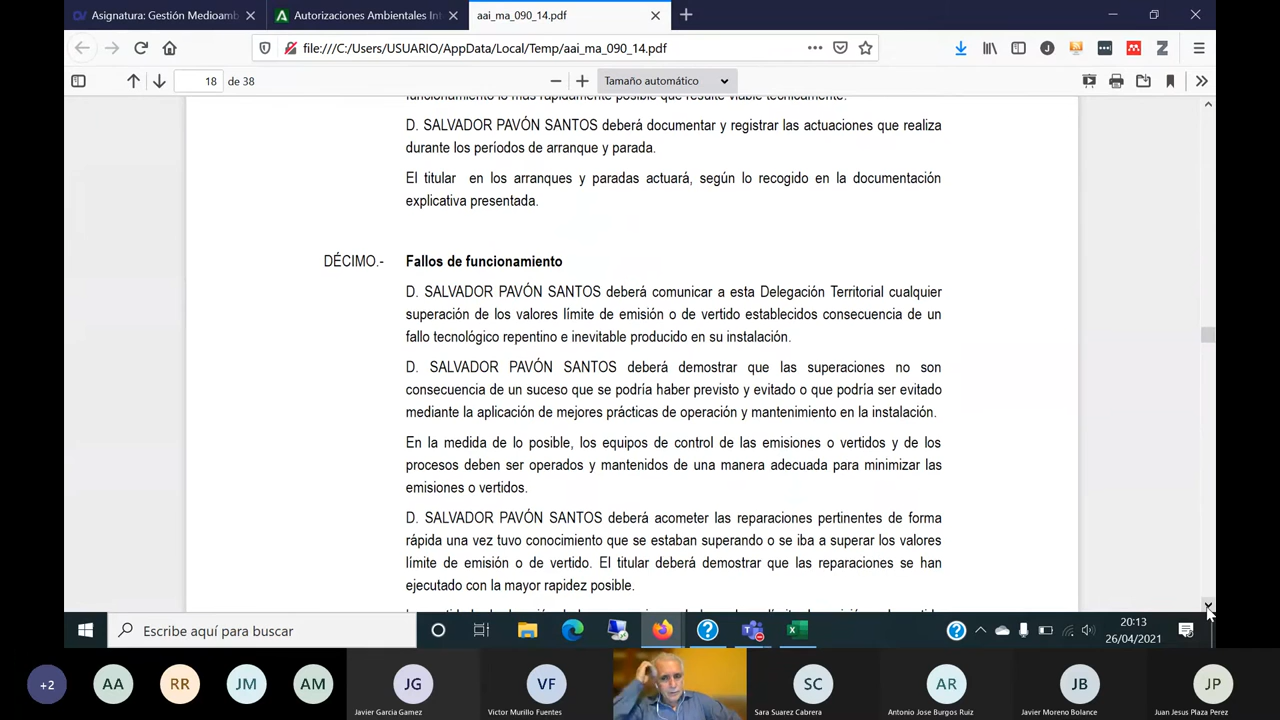 Asignatura: Gestión Medioamb
Autorizaciones Ambientales Int
aai_ma_090_14.pdf
file:///C:/Users/USUARIO/AppData/Local/Temp/aai_ma_090_14.pdf
18 de 38
Tamaño automático
funcionamiento lo más rápidamente posible que resulte viable técnicamente.
D. SALVADOR PAVÓN SANTOS deberá documentar y registrar las actuaciones que realiza
durante los períodos de arranque y parada.
El titular en los arranques y paradas actuará, según lo recogido en la documentación
explicativa presentada.
DÉCIMO.- Fallos de funcionamiento
D. SALVADOR PAVÓN SANTOS deberá comunicar a esta Delegación Territorial cualquier
superación de los valores límite de emisión o de vertido establecidos consecuencia de un
fallo tecnológico repentino e inevitable producido en su instalación.
D. SALVADOR PAVÓN SANTOS deberá demostrar que las superaciones no son
consecuencia de un suceso que se podría haber previsto y evitado o que podría ser evitado
mediante la aplicación de mejores prácticas de operación y mantenimiento en la instalación.
En la medida de lo posible, los equipos de control de las emisiones o vertidos y de los
procesos deben ser operados y mantenidos de una manera adecuada para minimizar las
emisiones o vertidos.
D. SALVADOR PAVÓN SANTOS deberá acometer las reparaciones pertinentes de forma
rápida una vez tuvo conocimiento que se estaban superando o se iba a superar los valores
límite de emisión o de vertido. El titular deberá demostrar que las reparaciones se han
ejecutado con la mayor rapidez posible.
Escribe aquí para buscar
20:13
26/04/2021
+2
AA
RR
JM
AM
JG
Javier Garcia Gamez
VF
Victor Murillo Fuentes
SC
Sara Suarez Cabrera
AR
Antonio Jose Burgos Ruiz
JB
Javier Moreno Bolance
JP
Juan Jesus Plaza Perez